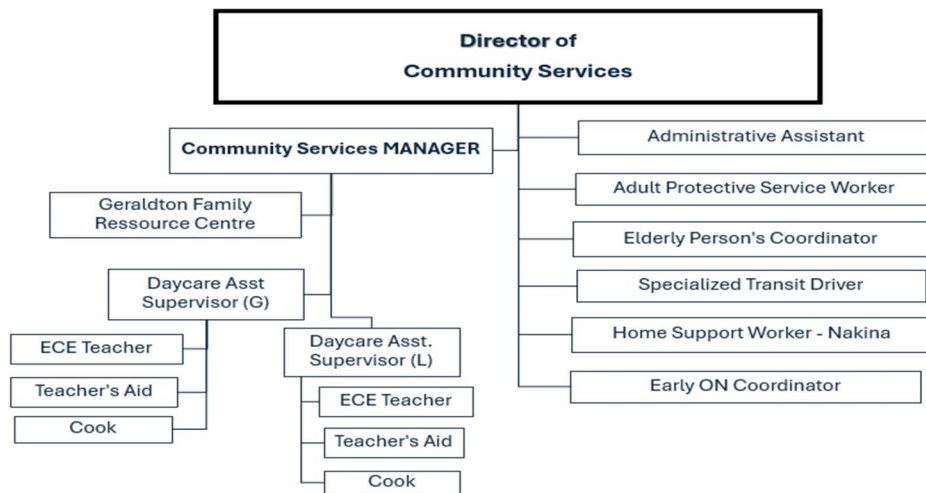 Director of
Community Services
Community Services MANAGER
Geraldton Family
Ressource Centre
Daycare Asst
Supervisor (G)
ECE Teacher
Teacher's Aid
Cook
Daycare Asst.
Supervisor (L)
ECE Teacher
Teacher's Aid
Cook
Administrative Assistant
Adult Protective Service Worker
Elderly Person's Coordinator
Specialized Transit Driver
Home Support Worker - Nakina
Early ON Coordinator